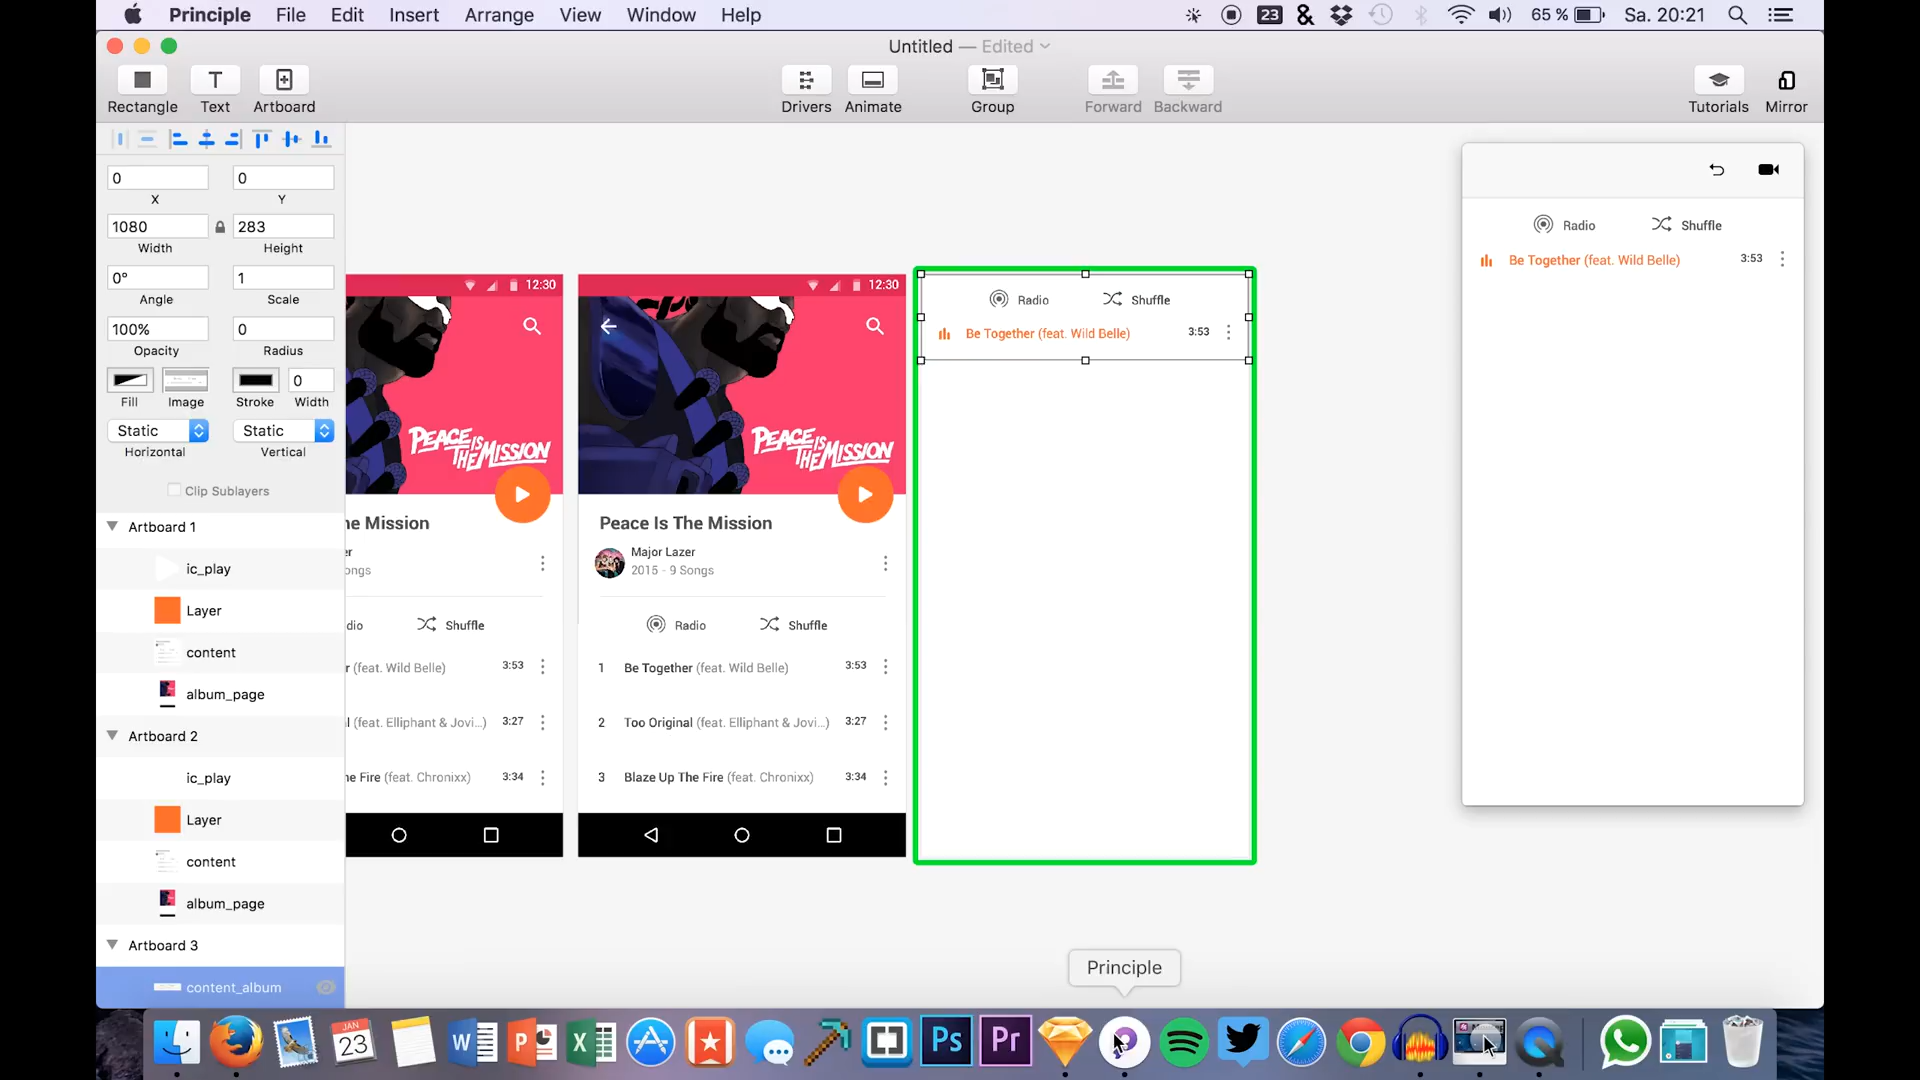 Principle File Edit Insert Arrange View Window Help 23 65 % Sa. 20:21
Untitled — Edited
Rectangle Text Artboard Drivers Animate Group Forward Backward Tutorials Mirror
0 0
X Y
1080 283
Width Height
0° 1
Angle Scale
100% 0
Opacity Radius
0
Fill Image Stroke Width
Static Static
Horizontal Vertical
Clip Sublayers
Artboard 1
ic_play
Layer
content
album_page
Artboard 2
ic_play
Layer
content
album_page
Artboard 3
content_album
12:30
PEACE IS THE MISSION
ne Mission
er
ongs
dio Shuffle
r (feat. Wild Belle) 3:53
l (feat. Elliphant & Jovi...) 3:27
he Fire (feat. Chronixx) 3:34
12:30
PEACE IS THE MISSION
Peace Is The Mission
Major Lazer
2015 - 9 Songs
Radio Shuffle
1 Be Together (feat. Wild Belle) 3:53
2 Too Original (feat. Elliphant & Jovi...) 3:27
3 Blaze Up The Fire (feat. Chronixx) 3:34
Radio Shuffle
Be Together (feat. Wild Belle) 3:53
Radio Shuffle
Be Together (feat. Wild Belle) 3:53
Principle
JAN
23
W P X Ps Pr